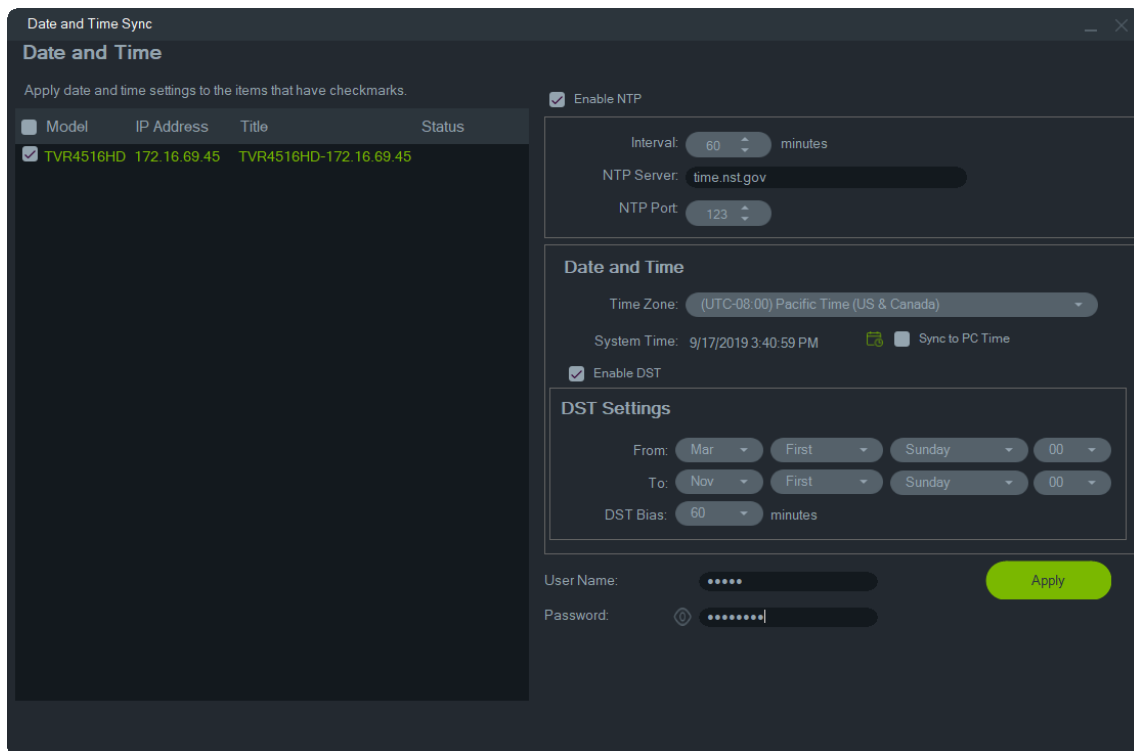 Date and Time Sync
Date and Time
Apply date and time settings to the items that have checkmarks.
Model IP Address Title Status
TVR4516HD 172.16.69.45 TVR4516HD-172.16.69.45
Enable NTP
Interval: 60 minutes
NTP Server: time.nst.gov
NTP Port: 123
Date and Time
Time Zone: (UTC-08:00) Pacific Time (US & Canada)
System Time: 9/17/2019 3:40:59 PM Sync to PC Time
Enable DST
DST Settings
From: Mar First Sunday 00
To: Nov First Sunday 00
DST Bias: 60 minutes
User Name: •••••
Apply
Password: ••••••••